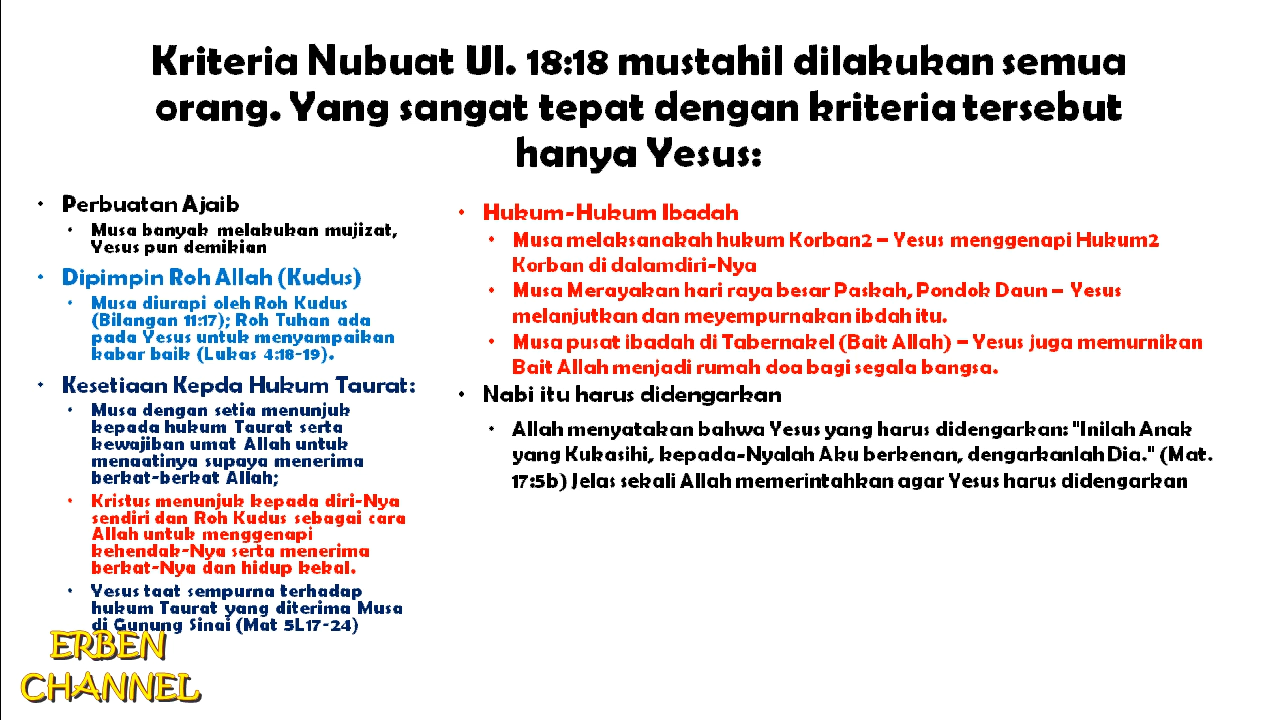 Kriteria Nubuat Ul. 18:18 mustahil dilakukan semua
orang. Yang sangat tepat dengan kriteria tersebut
hanya Yesus:
• Perbuatan Ajaib
• Musa banyak melakukan mujizat,
Yesus pun demikian
• Dipimpin Roh Allah (Kudus)
• Musa diurapi oleh Roh Kudus
(Bilangan 11:17); Roh Tuhan ada
pada Yesus untuk menyampaikan
kabar baik (Lukas 4:18-19).
• Kesetiaan Kepda Hukum Taurat:
• Musa dengan setia menunjuk
kepada hukum Taurat serta
kewajiban umat Allah untuk
menaatinya supaya menerima
berkat-berkat Allah;
• Kristus menunjuk kepada diri-Nya
sendiri dan Roh Kudus sebagai cara
Allah untuk menggenapi
kehendak-Nya serta menerima
berkat-Nya dan hidup kekal.
• Yesus taat sempurna terhadap
hukum Taurat yang diterima Musa
di Gunung Sinai (Mat 5L17-24)
• Hukum-Hukum Ibadah
• Musa melaksanakah hukum Korban2 – Yesus menggenapi Hukum2
Korban di dalamdiri-Nya
• Musa Merayakan hari raya besar Paskah, Pondok Daun – Yesus
melanjutkan dan meyempurnakan ibdah itu.
• Musa pusat ibadah di Tabernakel (Bait Allah) – Yesus juga memurnikan
Bait Allah menjadi rumah doa bagi segala bangsa.
• Nabi itu harus didengarkan
• Allah menyatakan bahwa Yesus yang harus didengarkan: "Inilah Anak
yang Kukasihi, kepada-Nyalah Aku berkenan, dengarkanlah Dia." (Mat.
17:5b) Jelas sekali Allah memerintahkan agar Yesus harus didengarkan
ERBEN
CHANNEL